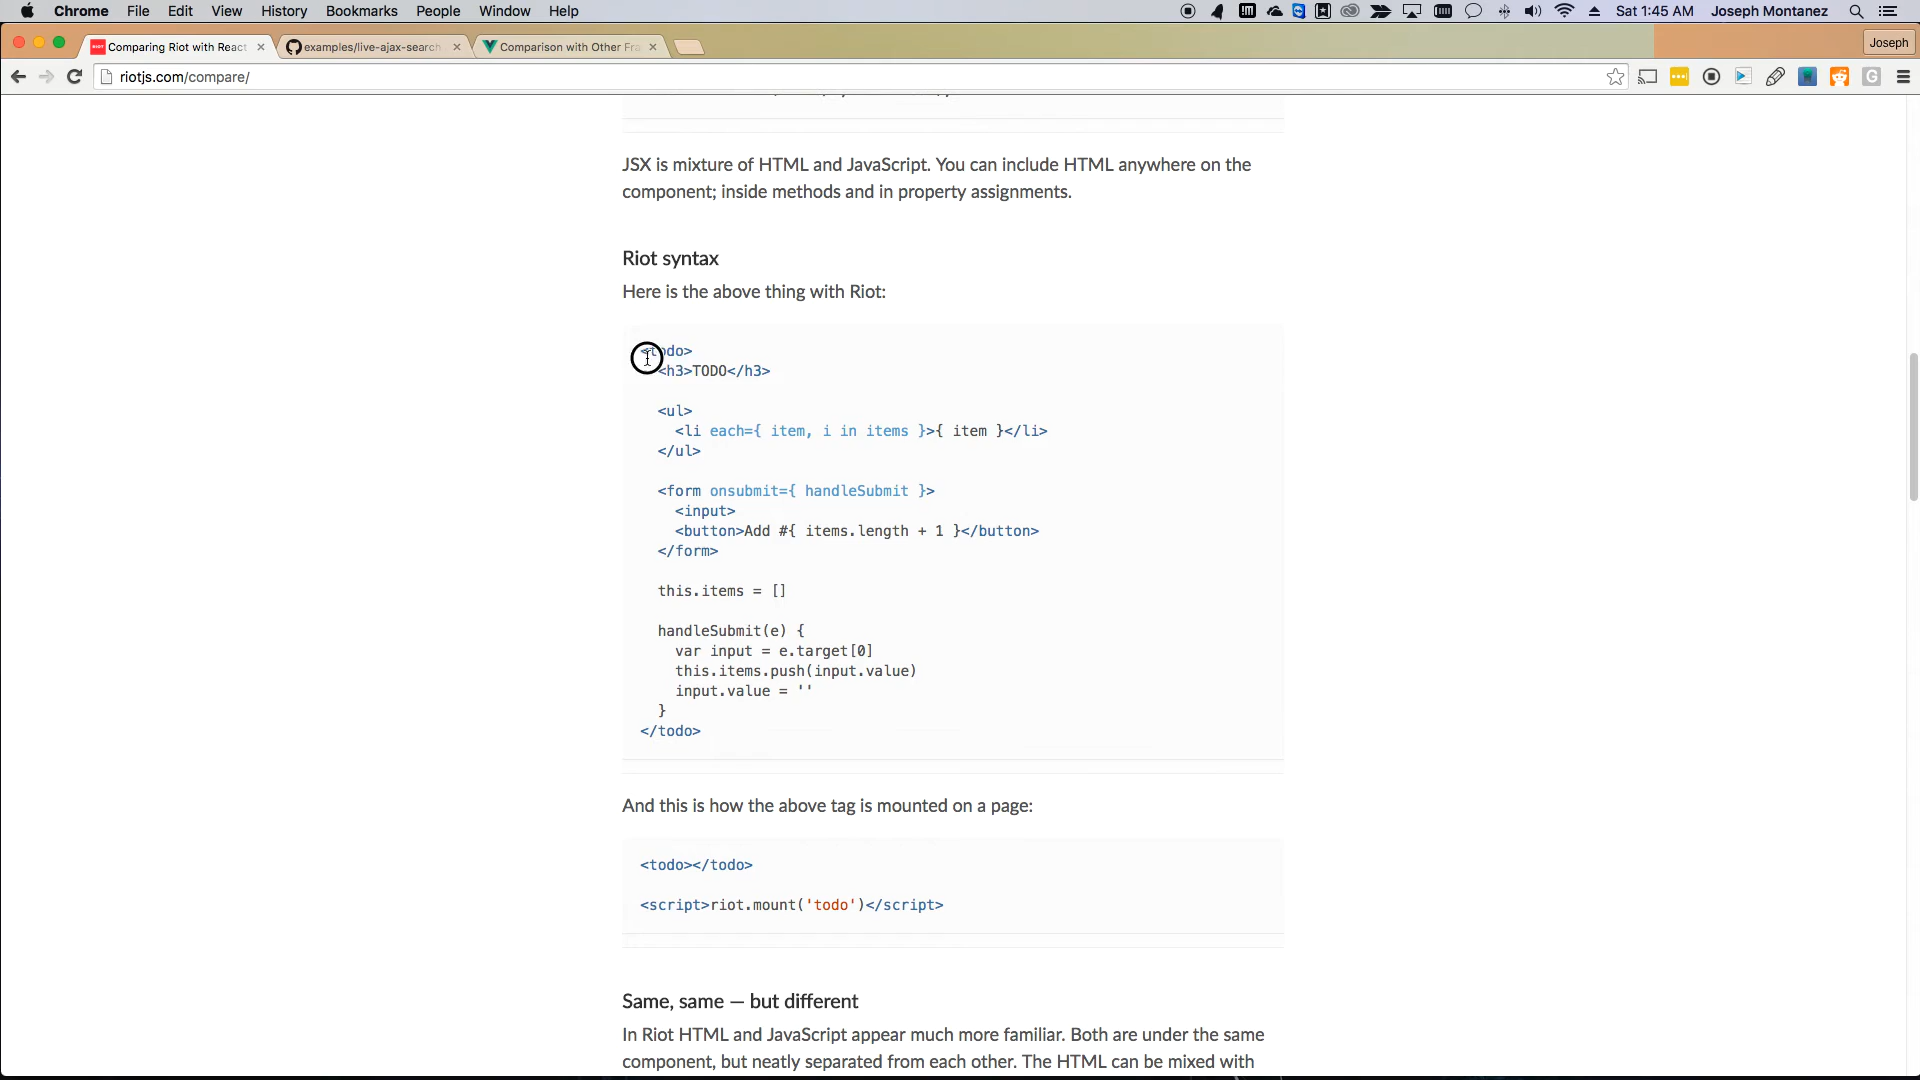 Chrome File Edit View History Bookmarks People Window Help Sat 1:45 AM Joseph Montanez
Comparing Riot with React examples/live-ajax-search Comparison with Other Fra Joseph
riotjs.com/compare/
JSX is mixture of HTML and JavaScript. You can include HTML anywhere on the
component; inside methods and in property assignments.
Riot syntax
Here is the above thing with Riot:
<todo>
<h3>TODO</h3>
<ul>
<li each={ item, i in items }>{ item }</li>
</ul>
<form onsubmit={ handleSubmit }>
<input>
<button>Add #{ items.length + 1 }</button>
</form>
this.items = []
handleSubmit(e) {
var input = e.target[0]
this.items.push(input.value)
input.value = ''
}
</todo>
And this is how the above tag is mounted on a page:
<todo></todo>
<script>riot.mount('todo')</script>
Same, same — but different
In Riot HTML and JavaScript appear much more familiar. Both are under the same
component, but neatly separated from each other. The HTML can be mixed with